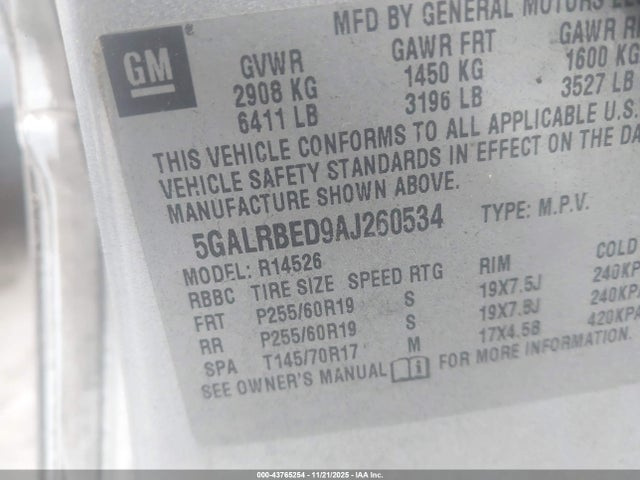 MFD BY GENERAL MOTORS
GM
GVWR GAWR FRT GAWR
2908 KG 1450 KG 1600 KG
6411 LB 3196 LB 3527 LB
THIS VEHICLE CONFORMS TO ALL APPLICABLE U.S.
VEHICLE SAFETY STANDARDS IN EFFECT ON THE
MANUFACTURE SHOWN ABOVE.
5GALRBED9AJ260534 TYPE: M.P.V.
MODEL: R14526
RBBC TIRE SIZE SPEED RTG RIM COLD
FRT P255/60R19 S 19X7.5J 240KP
RR P255/60R19 S 19X7.5J 240KP
SPA T145/70R17 M 17X4.5B 420KPA
SEE OWNER'S MANUAL FOR MORE INFORMATION.
000-43765254 - 11/21/2025 - IAA Inc.